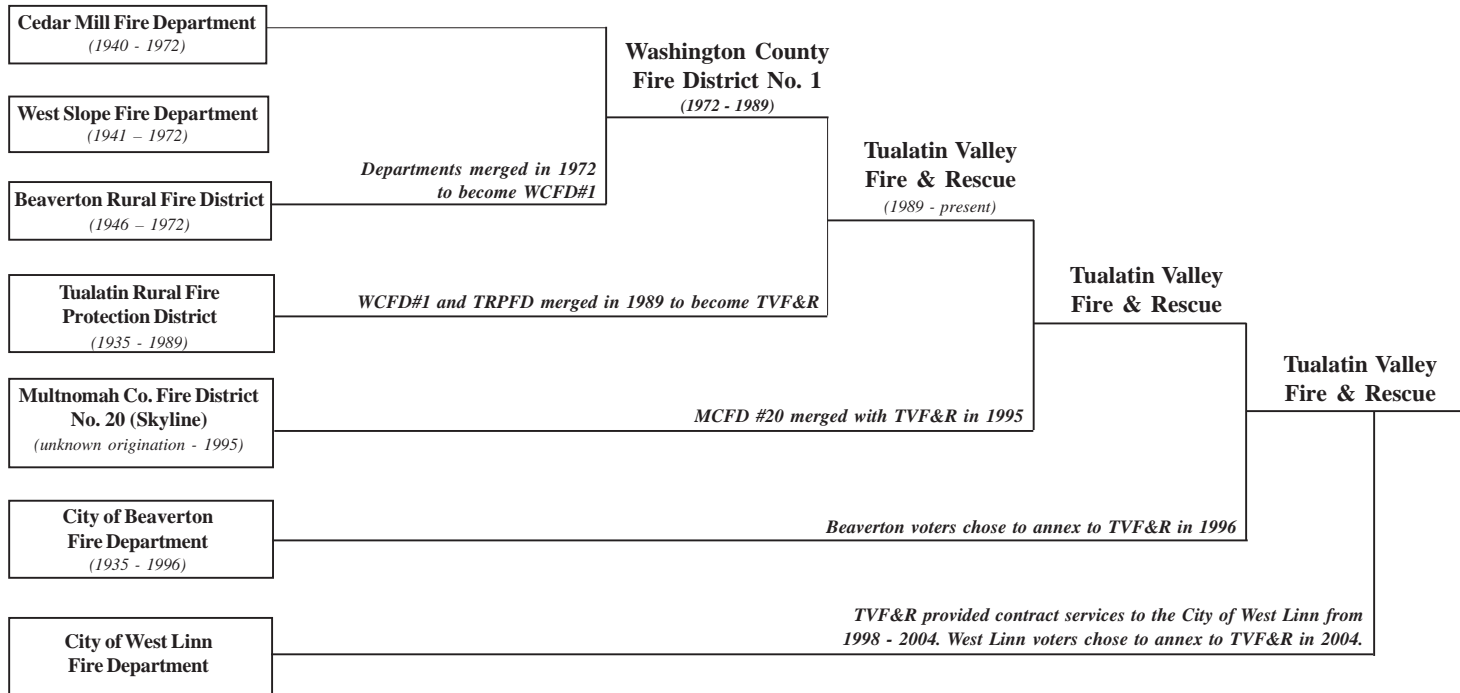 Cedar Mill Fire Department
(1940 - 1972)
Washington County
Fire District No. 1
(1972 - 1989)
West Slope Fire Department
(1941 – 1972)
Departments merged in 1972
to become WCFD#1
Tualatin Valley
Fire & Rescue
(1989 - present)
Beaverton Rural Fire District
(1946 – 1972)
Tualatin Rural Fire
Protection District
(1935 - 1989)
WCFD#1 and TRPFD merged in 1989 to become TVF&R
Tualatin Valley
Fire & Rescue
Multnomah Co. Fire District
No. 20 (Skyline)
(unknown origination - 1995)
MCFD #20 merged with TVF&R in 1995
Tualatin Valley
Fire & Rescue
City of Beaverton
Fire Department
(1935 - 1996)
Beaverton voters chose to annex to TVF&R in 1996
City of West Linn
Fire Department
TVF&R provided contract services to the City of West Linn from
1998 - 2004. West Linn voters chose to annex to TVF&R in 2004.